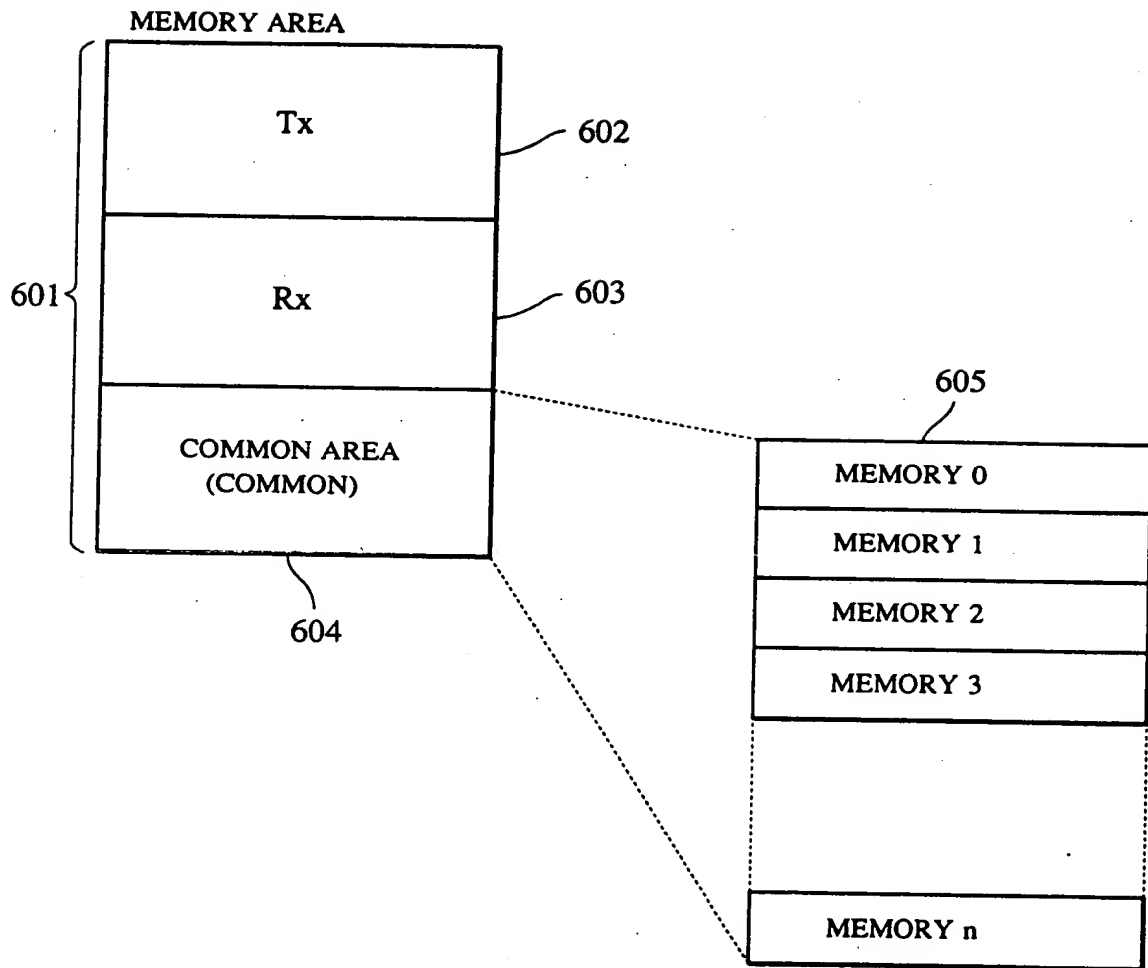 MEMORY AREA
Tx
602
Rx
601
603
COMMON AREA
(COMMON)
604
605
MEMORY 0
MEMORY 1
MEMORY 2
MEMORY 3
MEMORY n